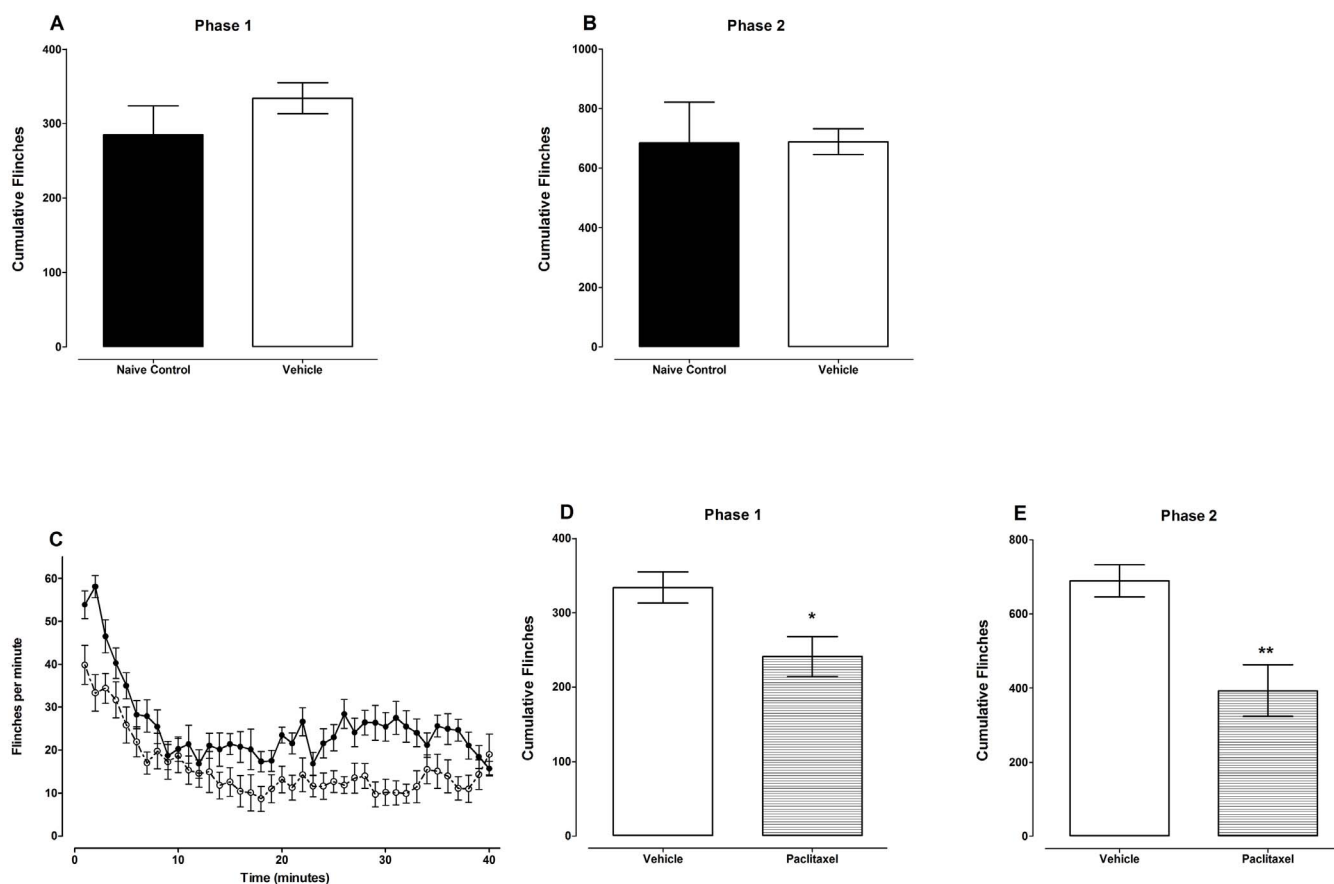 A
Phase 1
Cumulative Flinches
400
300
200
100
0
Naive Control
Vehicle
B
Phase 2
Cumulative Flinches
1000
800
600
400
200
0
Naive Control
Vehicle
C
Flinches per minute
60
50
40
30
20
10
0
0
10
20
30
40
Time (minutes)
D
Phase 1
Cumulative Flinches
400
300
200
100
0
*
Vehicle
Paclitaxel
E
Phase 2
Cumulative Flinches
800
600
400
200
0
**
Vehicle
Paclitaxel